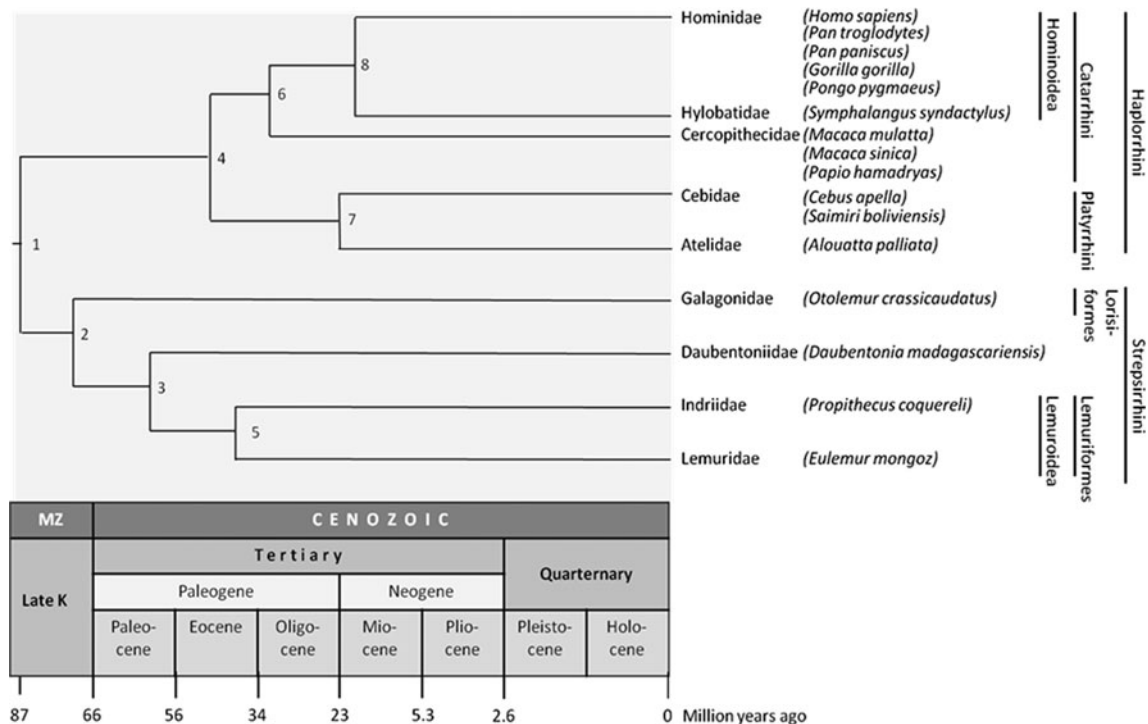 Hominidae (Homo sapiens)
(Pan troglodytes)
(Pan paniscus)
(Gorilla gorilla)
(Pongo pygmaeus)
Hylobatidae (Symphalangus syndactylus)
Cercopithecidae (Macaca mulatta)
(Macaca sinica)
(Papio hamadryas)
Cebidae (Cebus apella)
(Saimiri boliviensis)
Atelidae (Alouatta palliata)
Galagonidae (Otolemur crassicaudatus)
Daubentoniidae (Daubentonia madagascariensis)
Indriidae (Propithecus coquereli)
Lemuridae (Eulemur mongoz)
Hominoidea
Catarrhini
Haplorrhini
Platyrrhini
Lorisi-
formes
Strepsirrhini
Lemuroidea
Lemuriformes
8
6
4
7
1
2
3
5
MZ
CENOZOIC
Late K
Tertiary
Quarternary
Paleogene
Neogene
Paleo-
cene
Eocene
Oligo-
cene
Mio-
cene
Plio-
cene
Pleisto-
cene
Holo-
cene
87 66 56 34 23 5.3 2.6 0 Million years ago